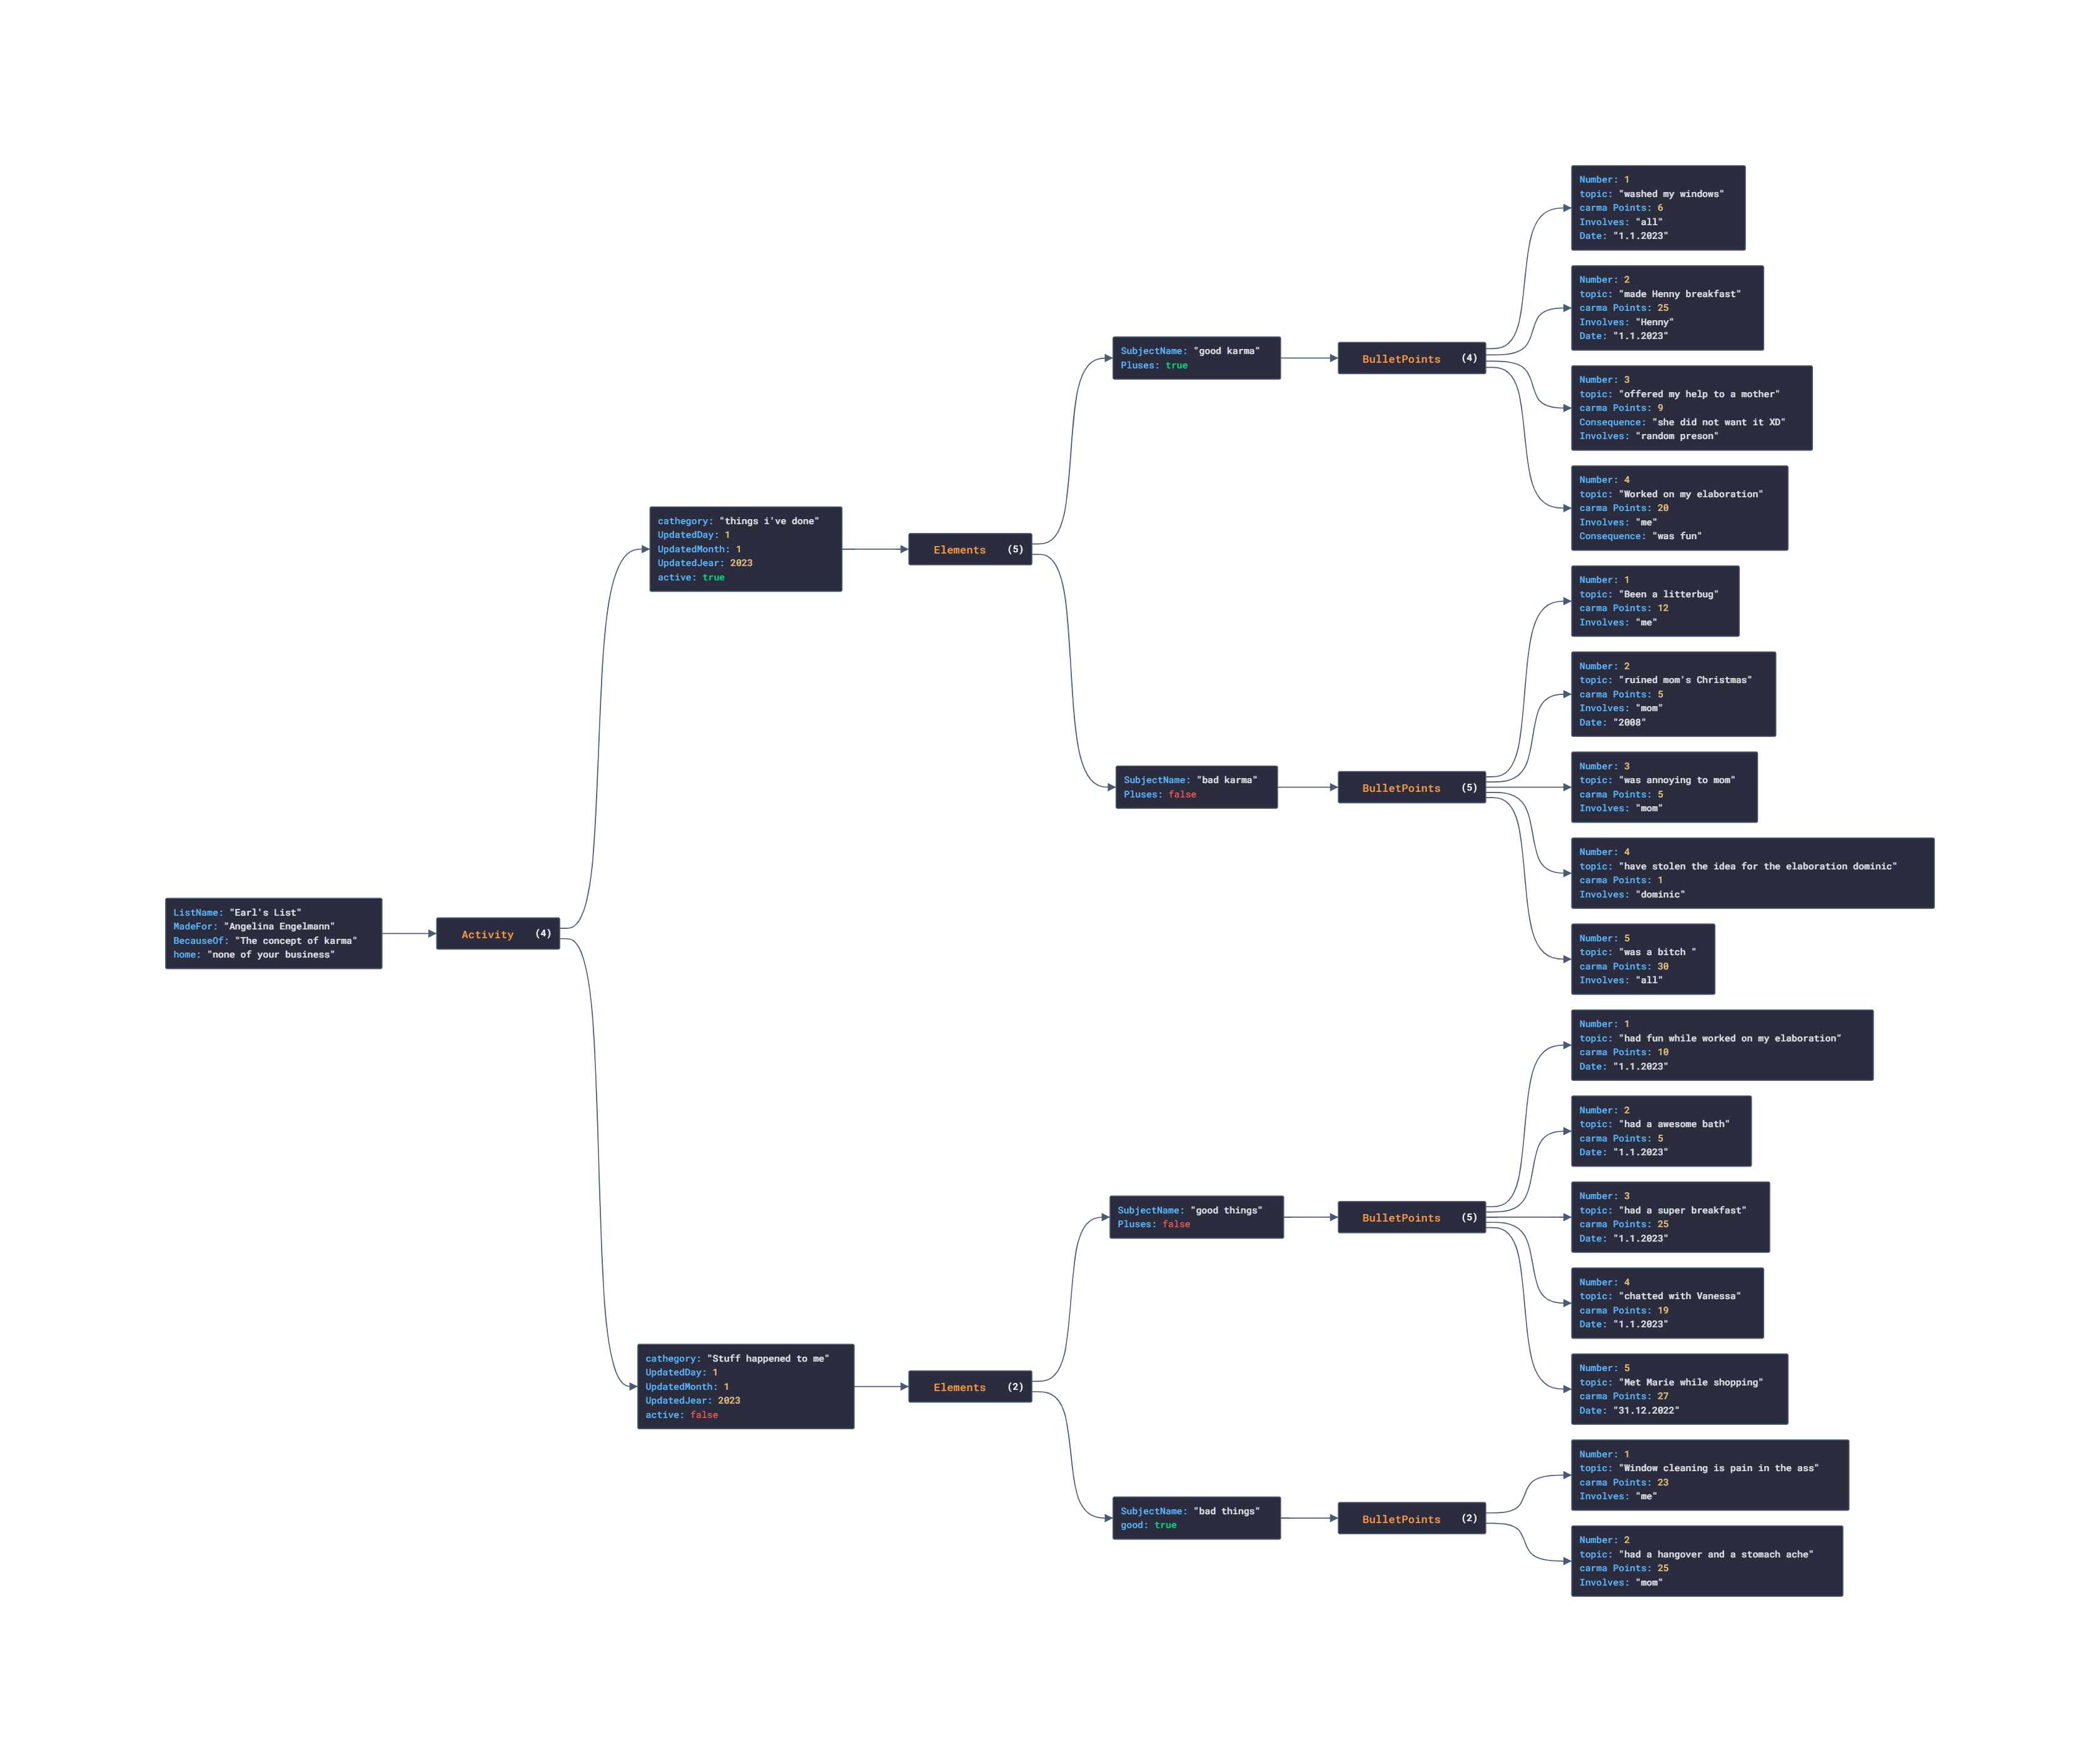 ListName: "Earl's List"
MadeFor: "Angelina Engelmann"
BecauseOf: "The concept of karma"
home: "none of your business"
Activity (4)
cathegory: "things i've done"
UpdatedDay: 1
UpdatedMonth: 1
UpdatedJear: 2023
active: true
Elements (5)
SubjectName: "good karma"
Pluses: true
BulletPoints (4)
Number: 1
topic: "washed my windows"
carma Points: 6
Involves: "all"
Date: "1.1.2023"
Number: 2
topic: "made Henny breakfast"
carma Points: 25
Involves: "Henny"
Date: "1.1.2023"
Number: 3
topic: "offered my help to a mother"
carma Points: 9
Consequence: "she did not want it XD"
Involves: "random preson"
Number: 4
topic: "Worked on my elaboration"
carma Points: 20
Involves: "me"
Consequence: "was fun"
SubjectName: "bad karma"
Pluses: false
BulletPoints (5)
Number: 1
topic: "Been a litterbug"
carma Points: 12
Involves: "me"
Number: 2
topic: "ruined mom's Christmas"
carma Points: 5
Involves: "mom"
Date: "2008"
Number: 3
topic: "was annoying to mom"
carma Points: 5
Involves: "mom"
Number: 4
topic: "have stolen the idea for the elaboration dominic"
carma Points: 1
Involves: "dominic"
Number: 5
topic: "was a bitch "
carma Points: 30
Involves: "all"
cathegory: "Stuff happened to me"
UpdatedDay: 1
UpdatedMonth: 1
UpdatedJear: 2023
active: false
Elements (2)
SubjectName: "good things"
Pluses: false
BulletPoints (5)
Number: 1
topic: "had fun while worked on my elaboration"
carma Points: 10
Date: "1.1.2023"
Number: 2
topic: "had a awesome bath"
carma Points: 5
Date: "1.1.2023"
Number: 3
topic: "had a super breakfast"
carma Points: 25
Date: "1.1.2023"
Number: 4
topic: "chatted with Vanessa"
carma Points: 19
Date: "1.1.2023"
Number: 5
topic: "Met Marie while shopping"
carma Points: 27
Date: "31.12.2022"
SubjectName: "bad things"
good: true
BulletPoints (2)
Number: 1
topic: "Window cleaning is pain in the ass"
carma Points: 23
Involves: "me"
Number: 2
topic: "had a hangover and a stomach ache"
carma Points: 25
Involves: "mom"